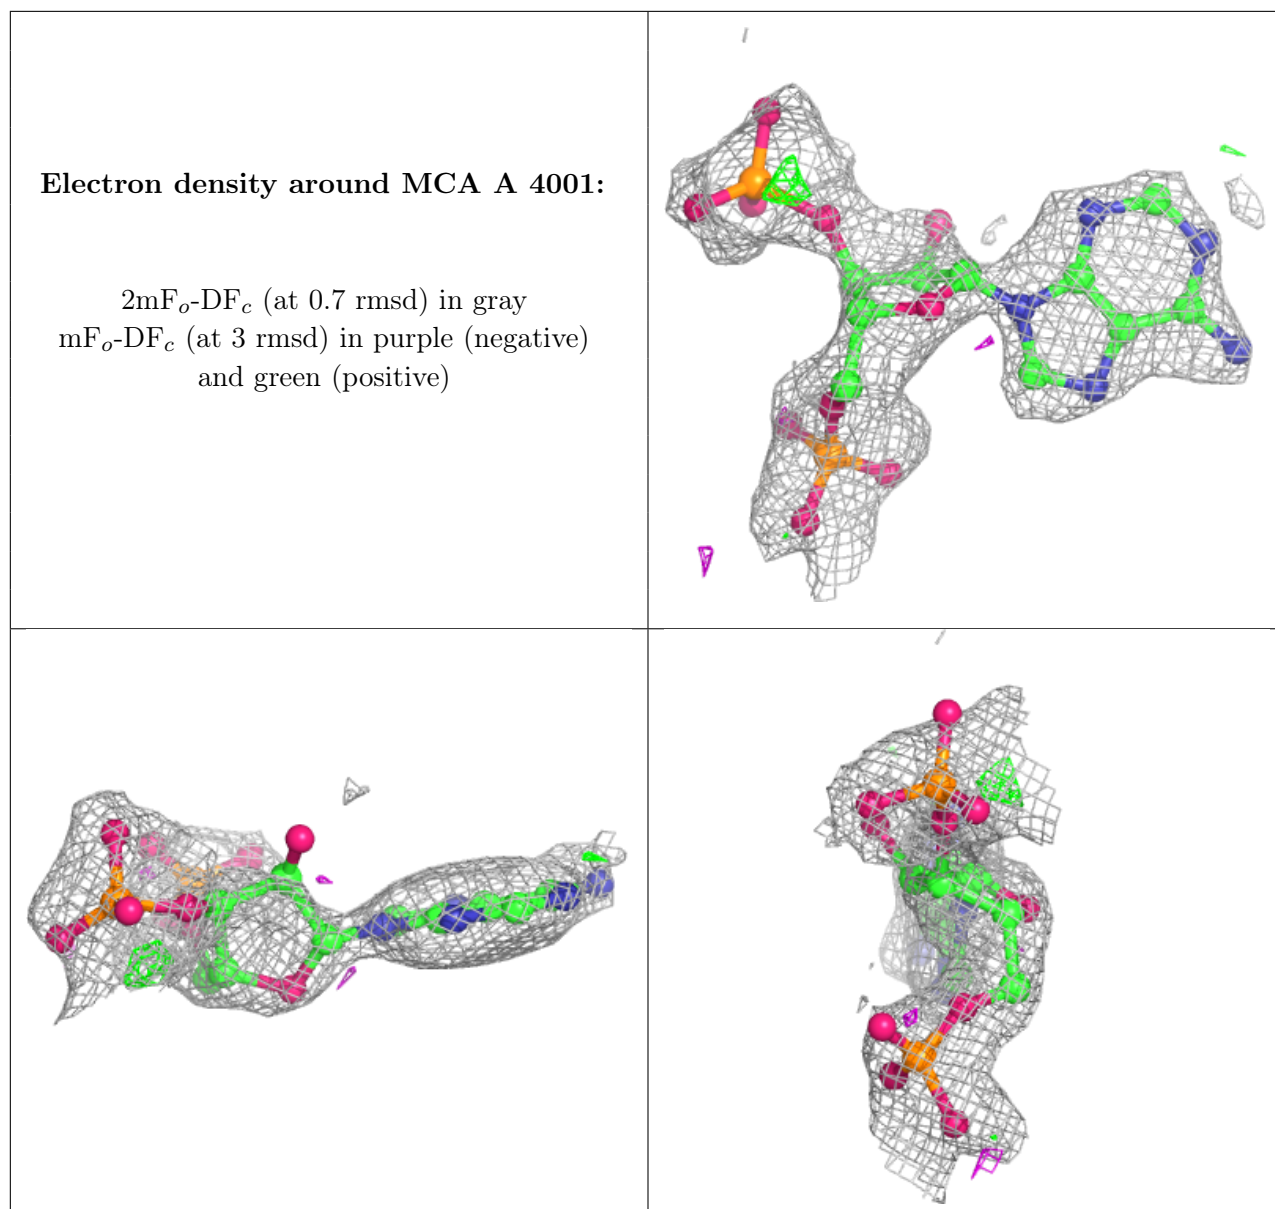 Electron density around MCA A 4001:
2mFo-DFc (at 0.7 rmsd) in gray
mFo-DFc (at 3 rmsd) in purple (negative)
and green (positive)